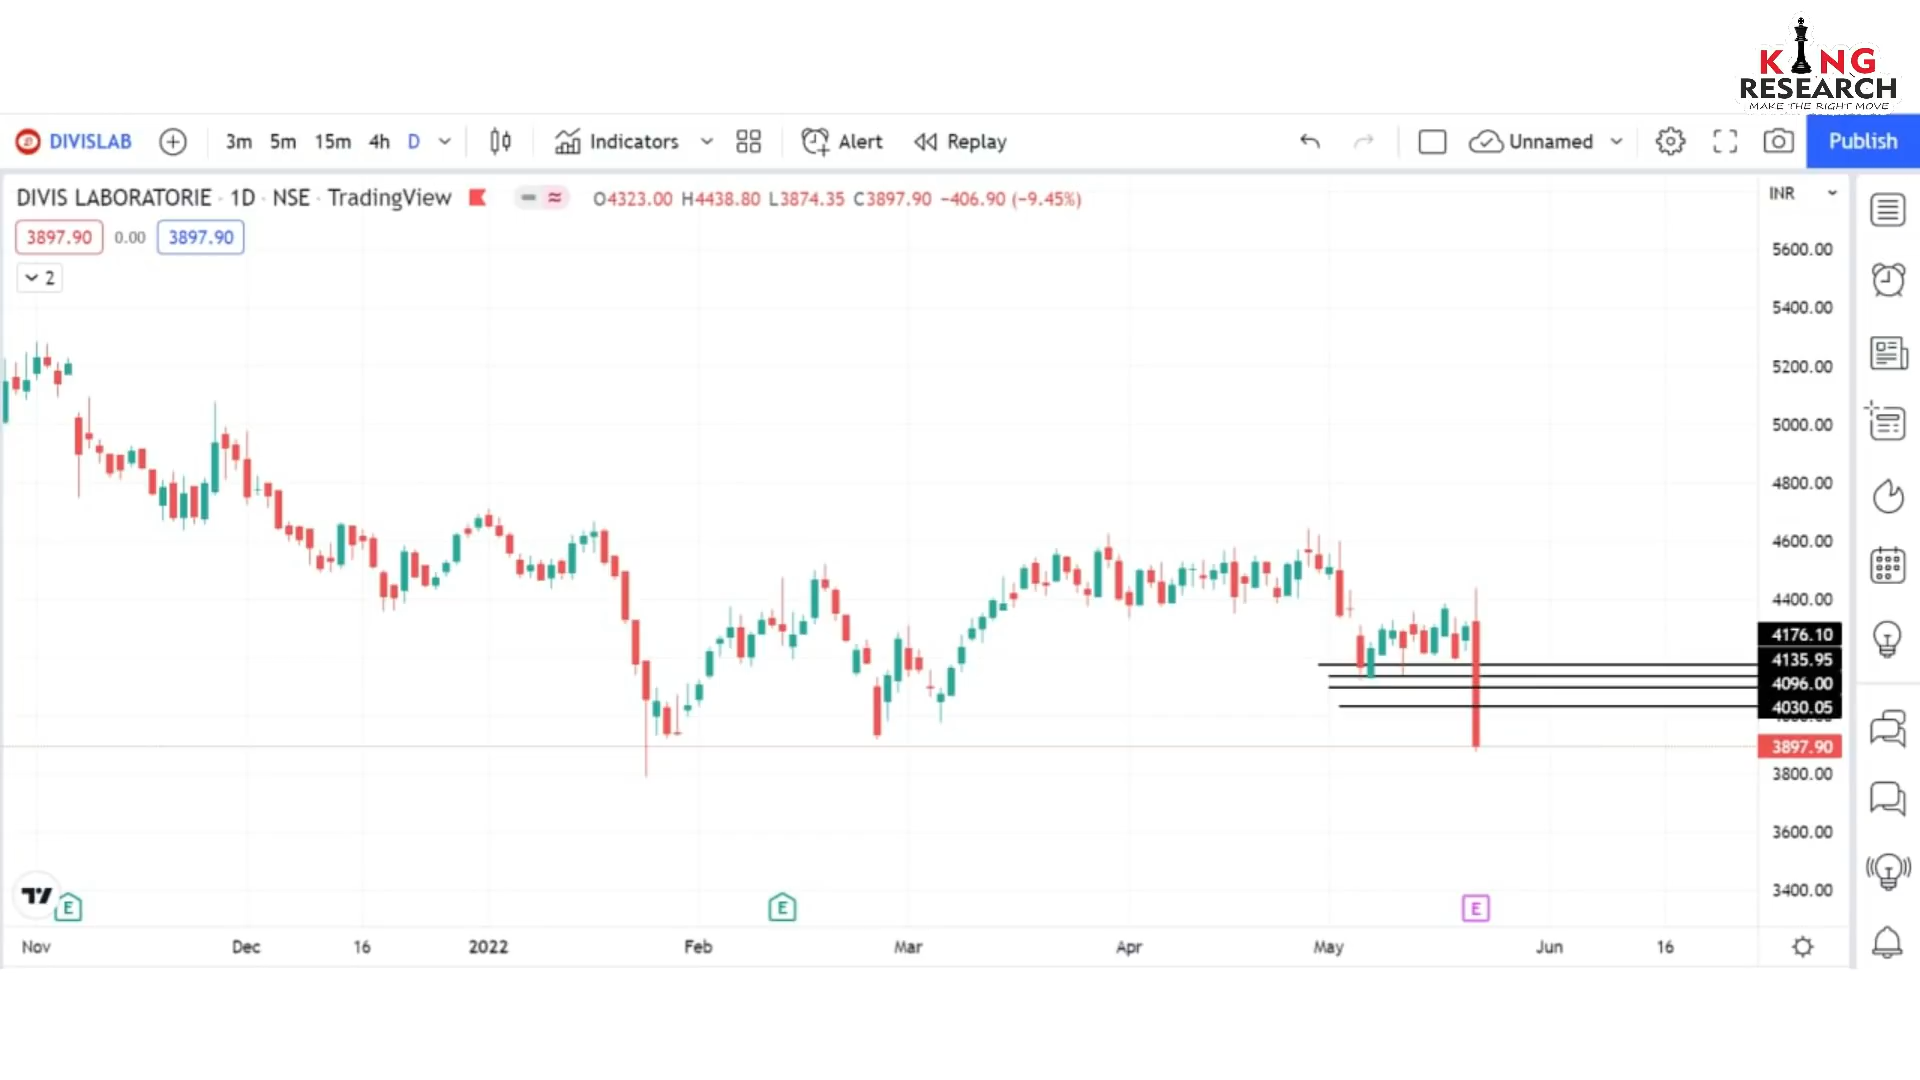 KING
RESEARCH
MAKE THE RIGHT MOVE
DIVISLAB 3m 5m 15m 4h D Indicators Alert Replay Unnamed Publish
DIVIS LABORATORIE · 1D · NSE · TradingView O4323.00 H4438.80 L3874.35 C3897.90 −406.90 (−9.45%)
INR
3897.90 0.00 3897.90
2
5600.00
5400.00
5200.00
5000.00
4800.00
4600.00
4400.00
4176.10
4135.95
4096.00
4030.05
3897.90
3800.00
3600.00
3400.00
E E E
Nov Dec 16 2022 Feb Mar Apr May Jun 16